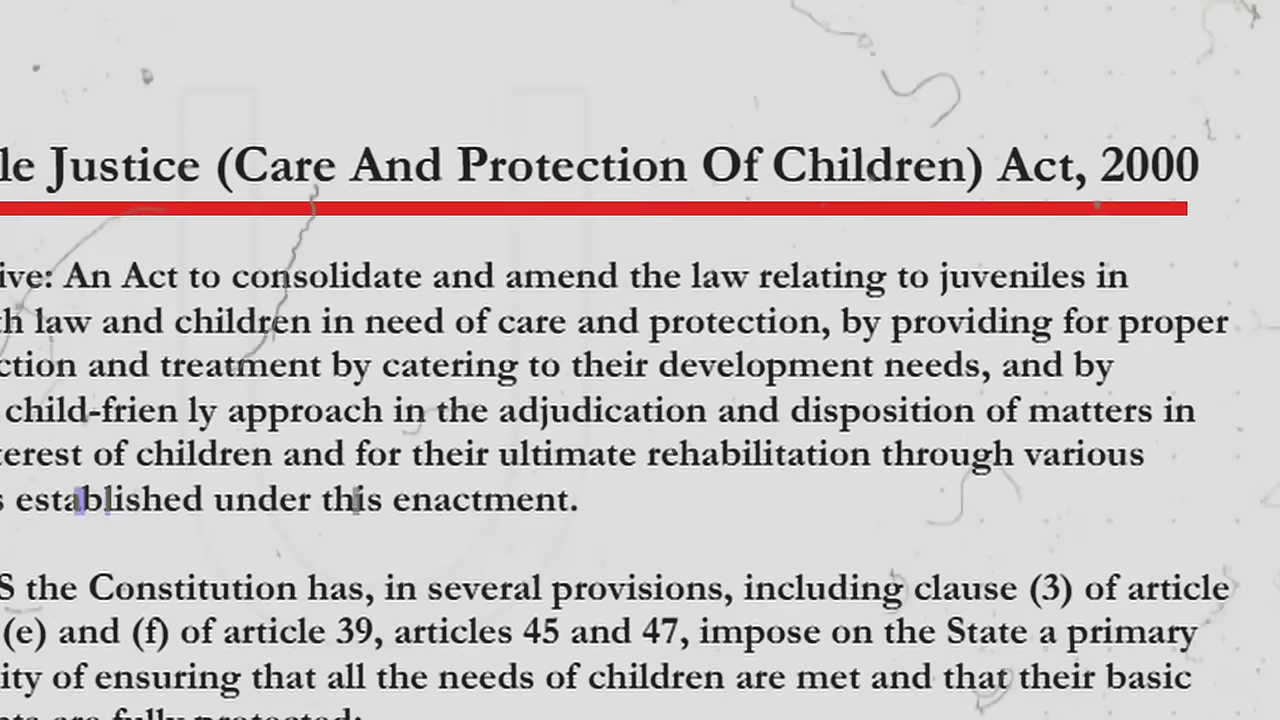 le Justice (Care And Protection Of Children) Act, 2000
ive: An Act to consolidate and amend the law relating to juveniles in
th law and children in need of care and protection, by providing for proper
ction and treatment by catering to their development needs, and by
child-frien ly approach in the adjudication and disposition of matters in
terest of children and for their ultimate rehabilitation through various
s established under this enactment.
S the Constitution has, in several provisions, including clause (3) of article
(e) and (f) of article 39, articles 45 and 47, impose on the State a primary
ity of ensuring that all the needs of children are met and that their basic
nts are fully protected;